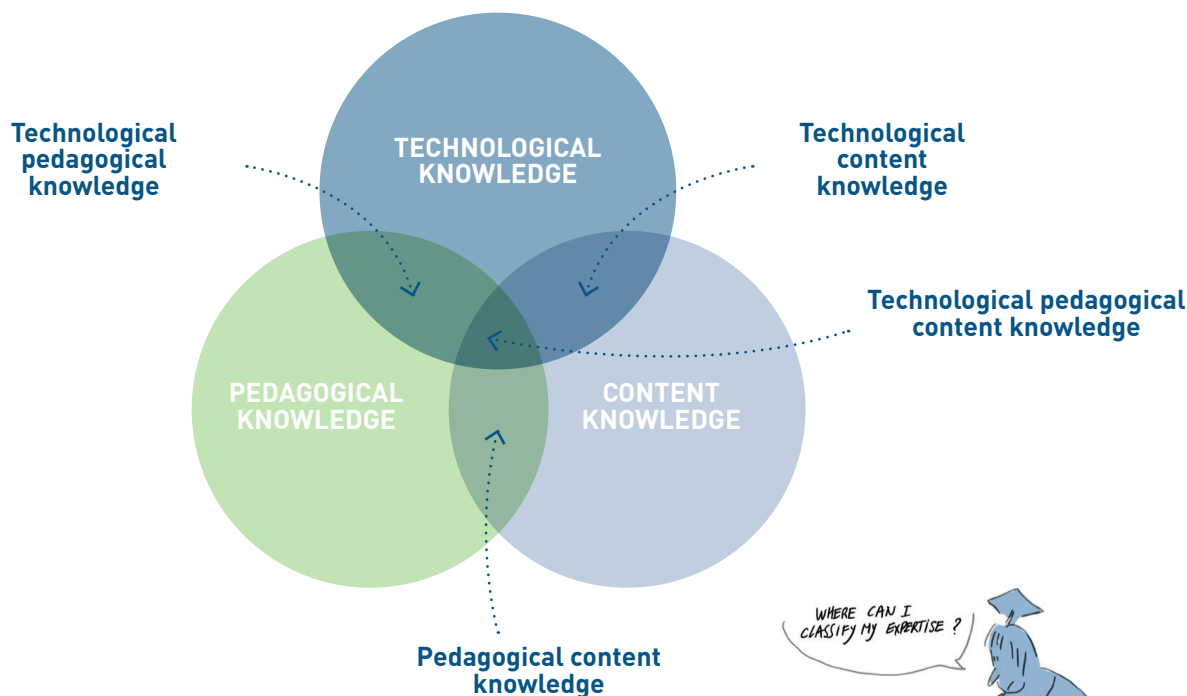 Technological
pedagogical
knowledge
TECHNOLOGICAL
KNOWLEDGE
Technological
content
knowledge
Technological pedagogical
content knowledge
PEDAGOGICAL
KNOWLEDGE
CONTENT
KNOWLEDGE
Pedagogical content
knowledge
WHERE CAN I
CLASSIFY MY EXPERTISE ?